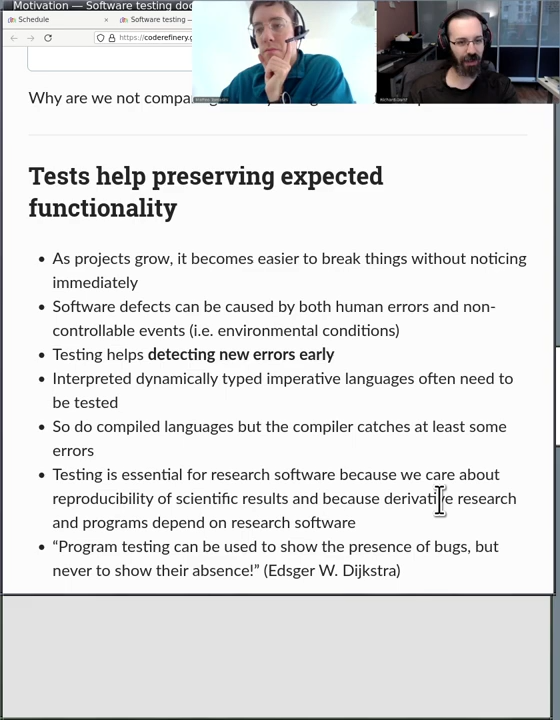 Motivation — Software testing doc
Schedule × Software testing —
https://coderefinery.g
Why are we not compa
Tests help preserving expected
functionality
• As projects grow, it becomes easier to break things without noticing
immediately
• Software defects can be caused by both human errors and non-
controllable events (i.e. environmental conditions)
• Testing helps detecting new errors early
• Interpreted dynamically typed imperative languages often need to
be tested
• So do compiled languages but the compiler catches at least some
errors
• Testing is essential for research software because we care about
reproducibility of scientific results and because derivative research
and programs depend on research software
• “Program testing can be used to show the presence of bugs, but
never to show their absence!” (Edsger W. Dijkstra)